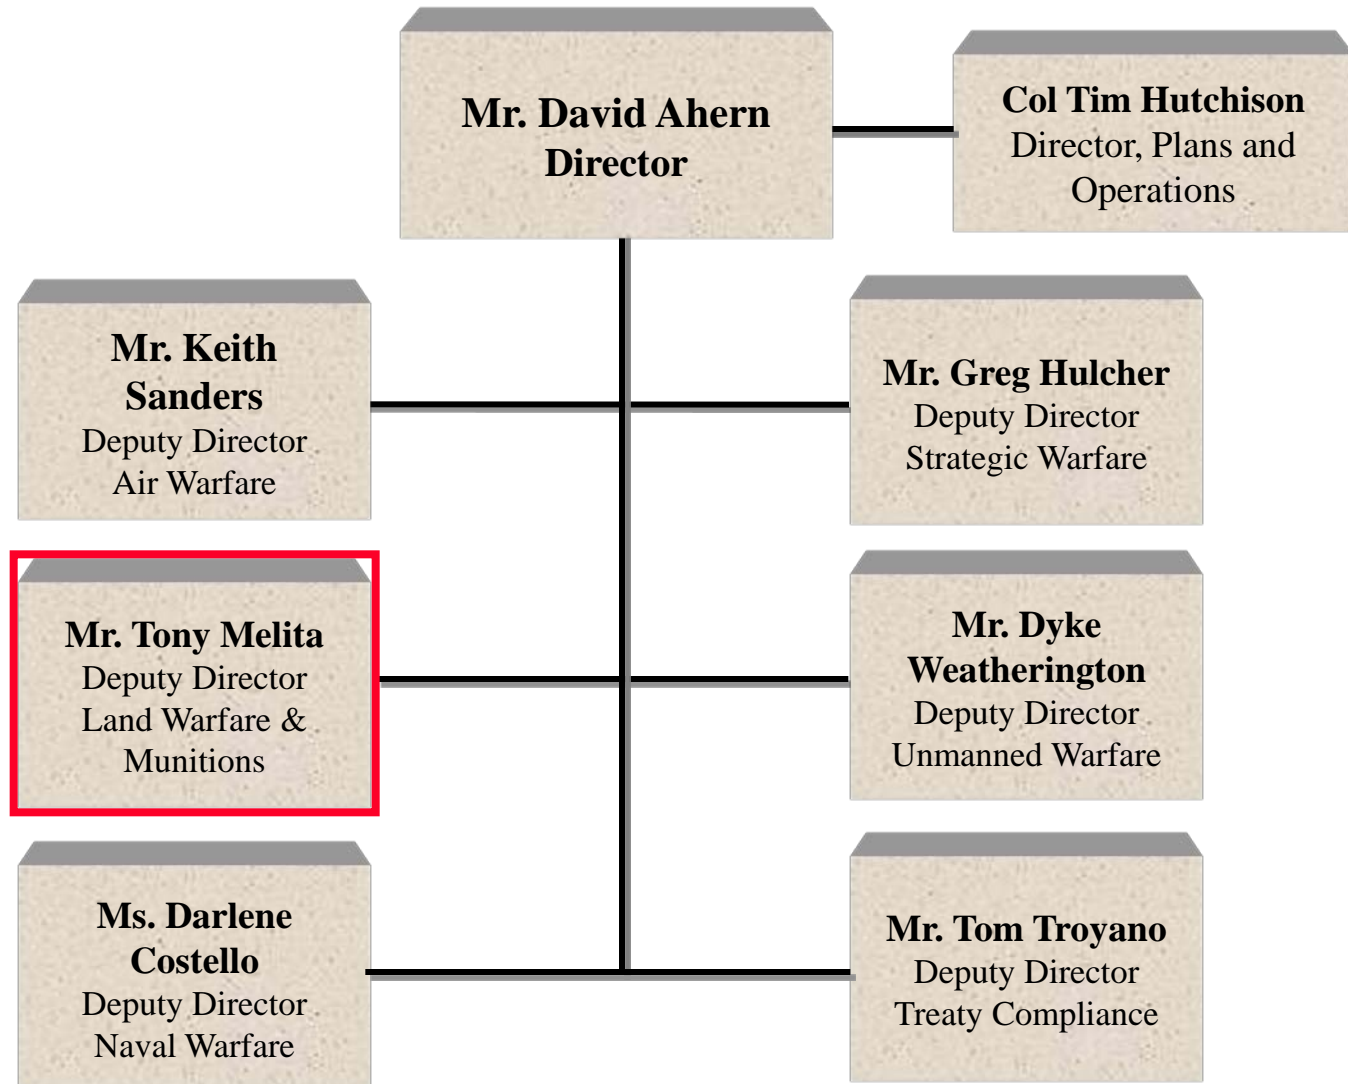 Mr. David Ahern
Director
Col Tim Hutchison
Director, Plans and
Operations
Mr. Keith
Sanders
Deputy Director
Air Warfare
Mr. Greg Hulcher
Deputy Director
Strategic Warfare
Mr. Tony Melita
Deputy Director
Land Warfare &
Munitions
Mr. Dyke
Weatherington
Deputy Director
Unmanned Warfare
Ms. Darlene
Costello
Deputy Director
Naval Warfare
Mr. Tom Troyano
Deputy Director
Treaty Compliance